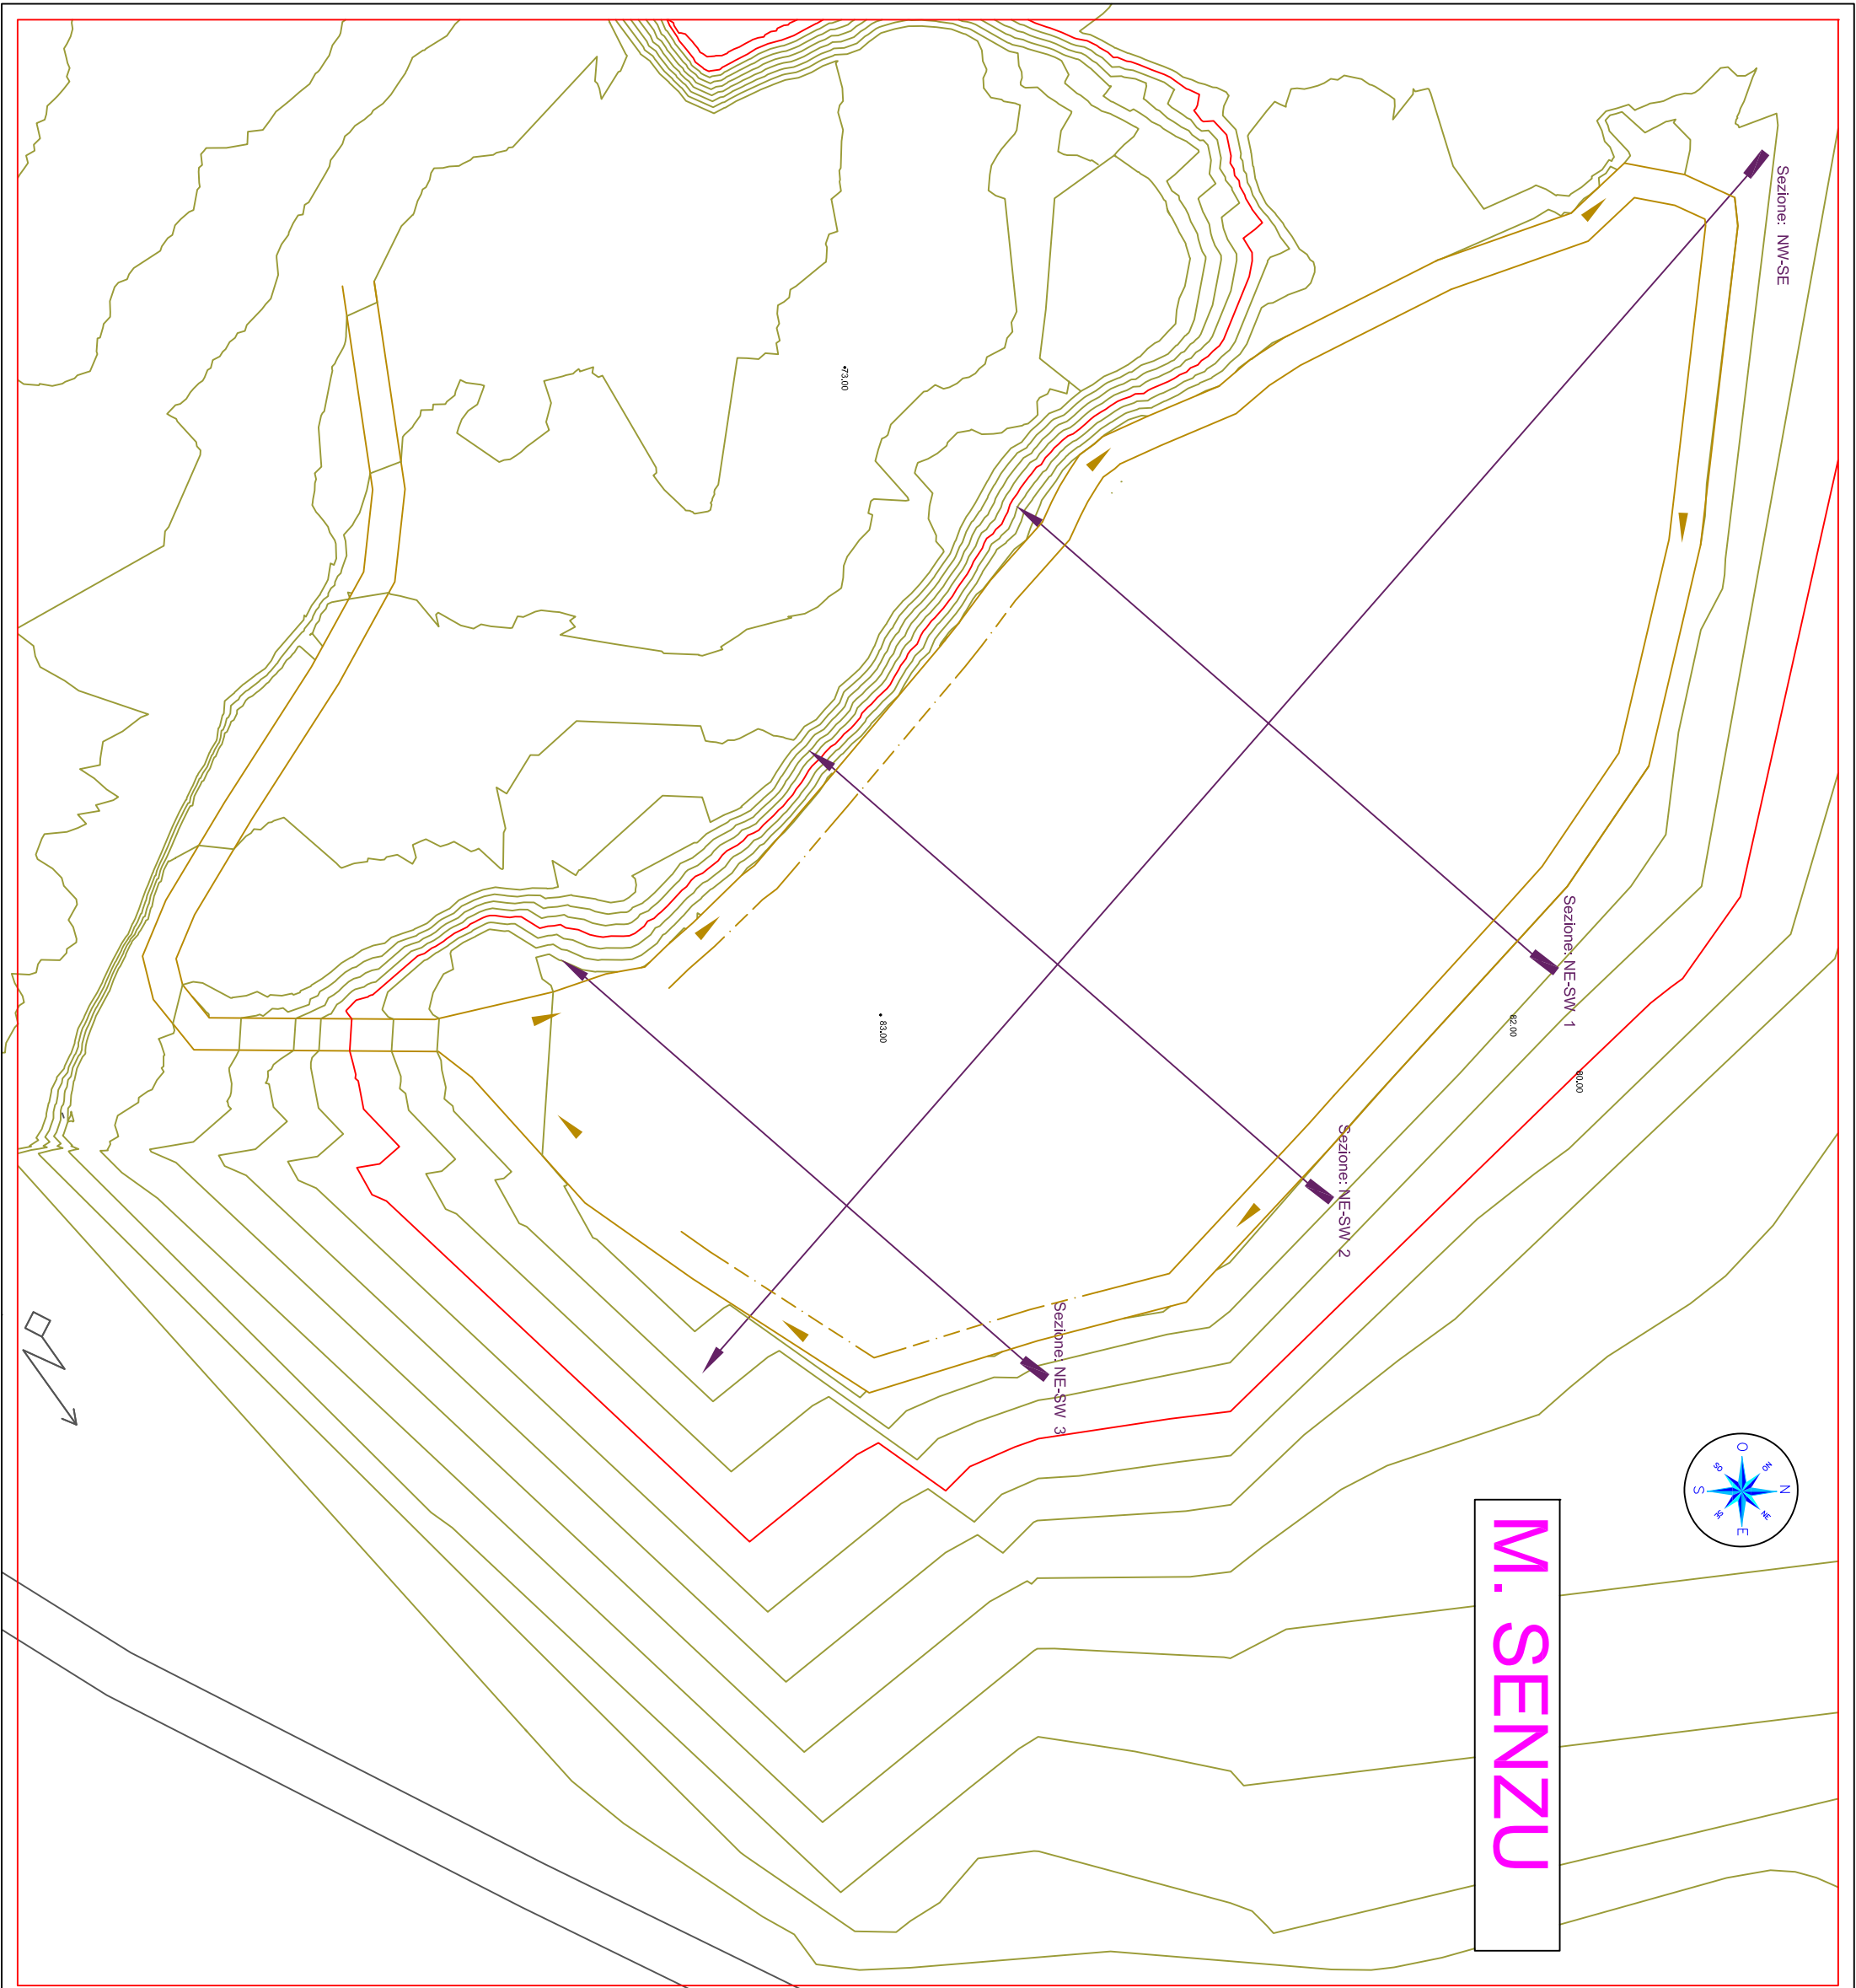 Sezione: NW-SE
73.00
Sezione: NE-SW 1
82.00
83.00
80.00
Sezione: NE-SW 2
Sezione: NE-SW 3
N
NO
NE
O
E
SO
SE
S
M. SENZU